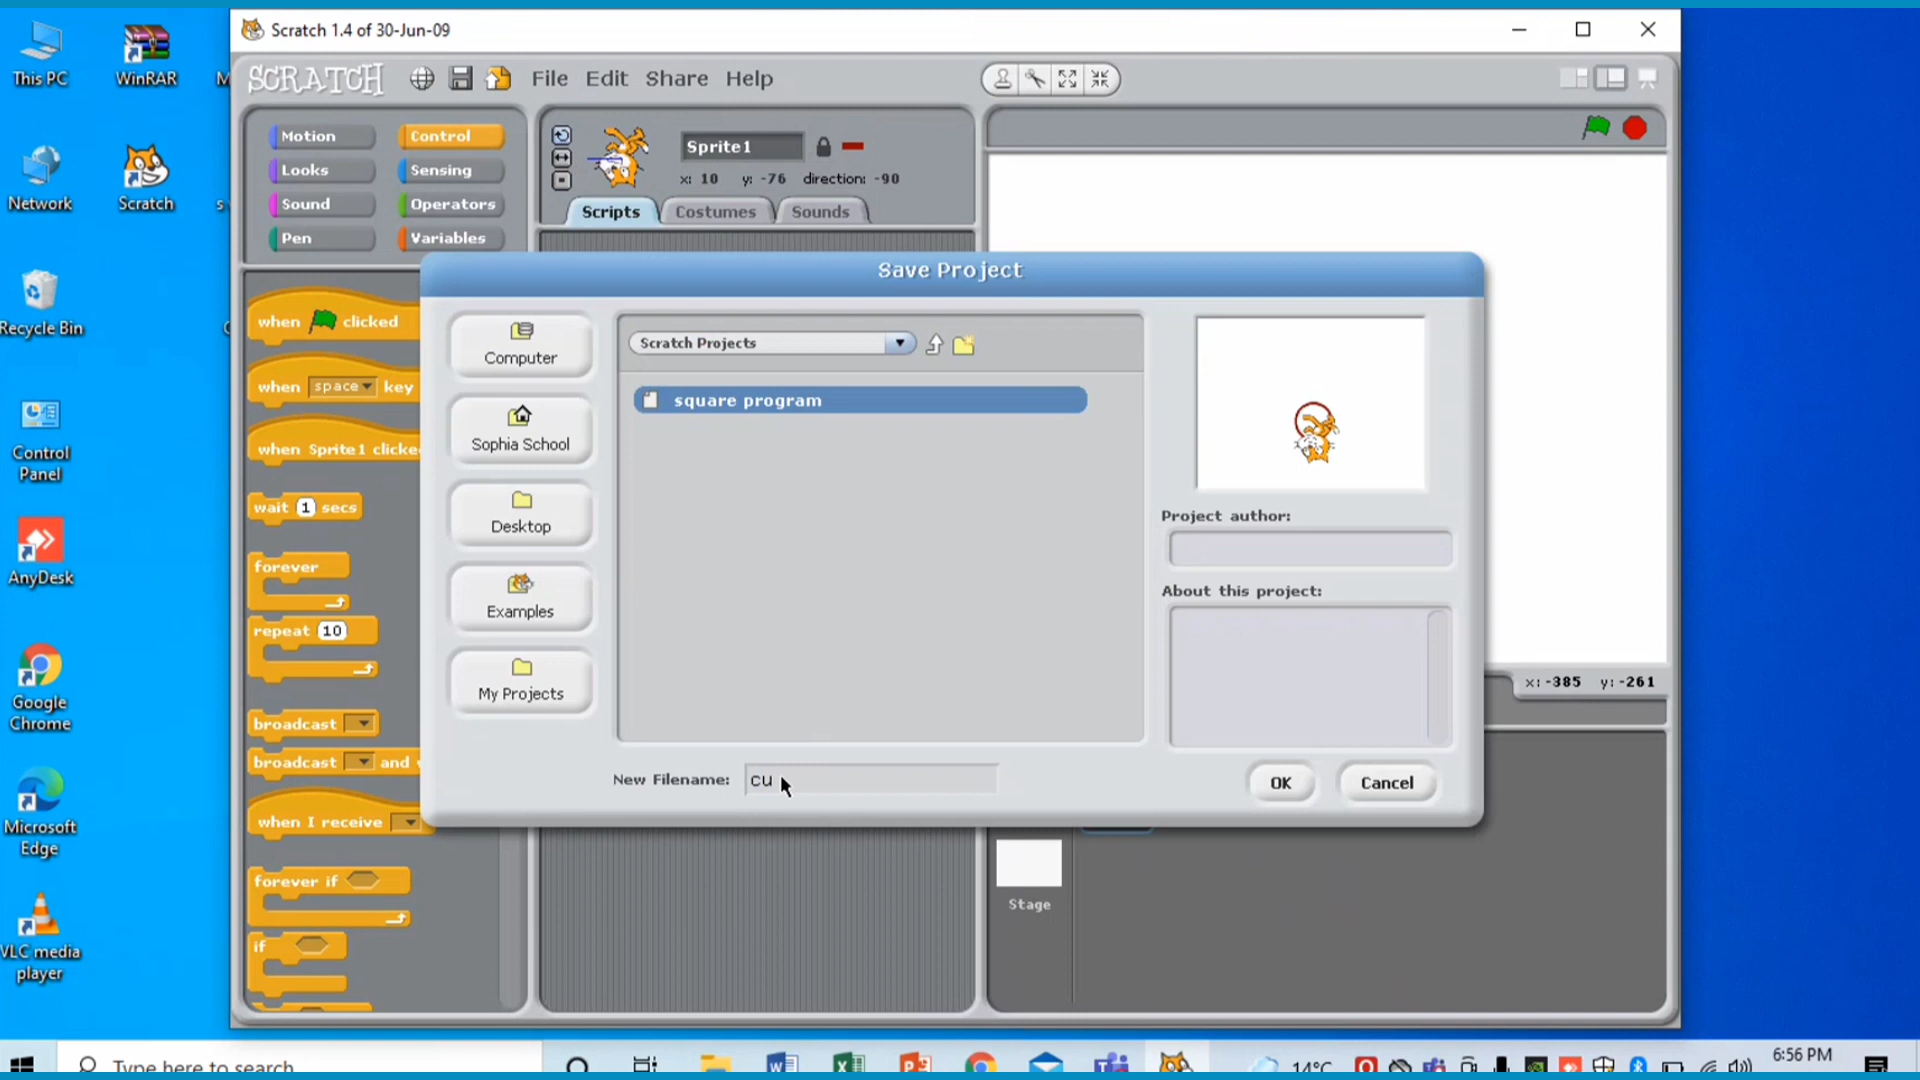 Scratch 1.4 of 30-Jun-09
This PC
WinRAR
SCRATCH
File Edit Share Help
Motion
Control
Looks
Sensing
Sound
Operators
Pen
Variables
Sprite1
x: 10 y: -76 direction: -90
Scripts
Costumes
Sounds
Network
Scratch
Recycle Bin
Control
Panel
AnyDesk
Google
Chrome
Microsoft
Edge
VLC media
player
when clicked
when space key
when Sprite1 clicke
wait 1 secs
forever
repeat 10
broadcast
broadcast and
when I receive
forever if
if
Save Project
Computer
Sophia School
Desktop
Examples
My Projects
Scratch Projects
square program
Project author:
About this project:
New Filename: cu
OK
Cancel
x: -385 y: -261
Stage
Type here to search
14°C
6:56 PM